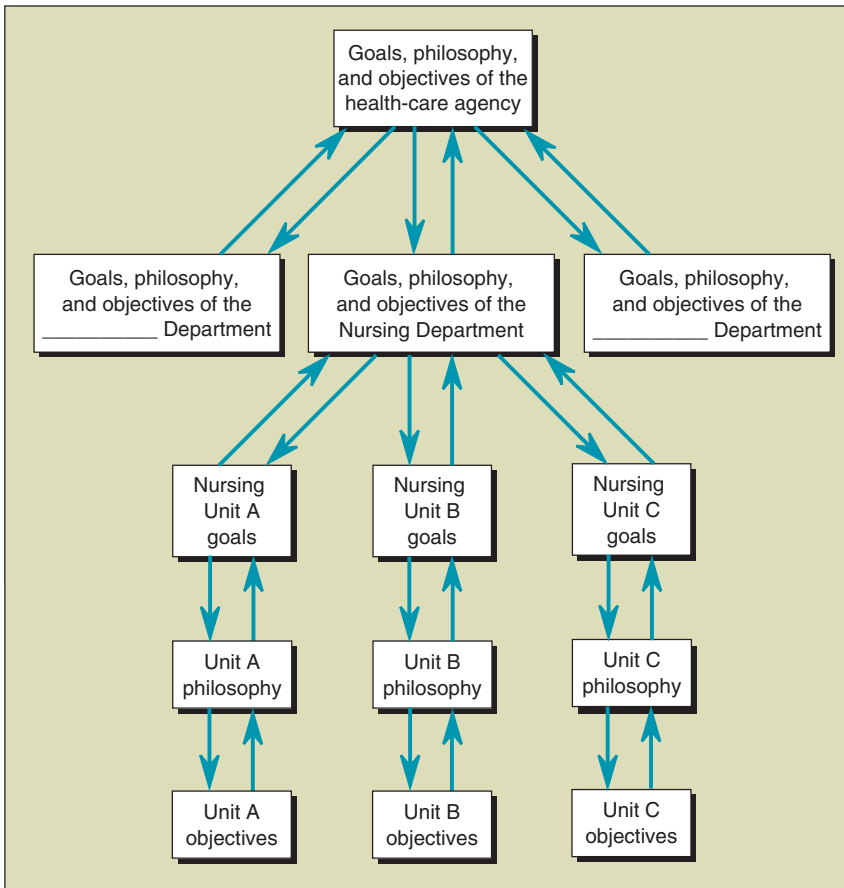 Goals, philosophy,
and objectives of the
health-care agency
Goals, philosophy,
and objectives of the
__________ Department
Goals, philosophy,
and objectives of the
Nursing Department
Goals, philosophy,
and objectives of the
__________ Department
Nursing
Unit A
goals
Nursing
Unit B
goals
Nursing
Unit C
goals
Unit A
philosophy
Unit B
philosophy
Unit C
philosophy
Unit A
objectives
Unit B
objectives
Unit C
objectives